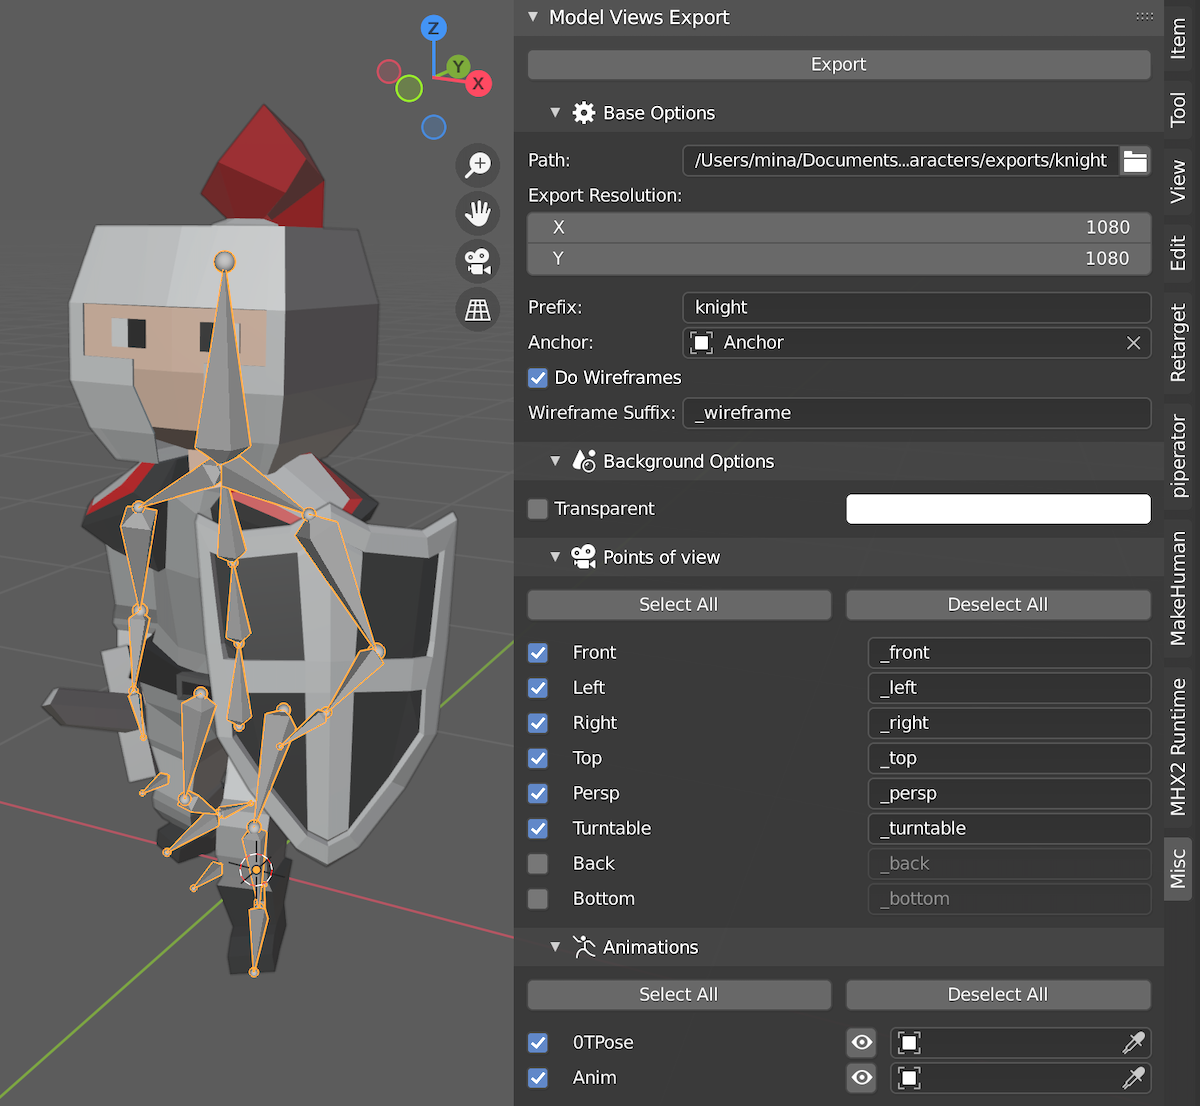 Z
Y
X
Model Views Export
Export
Base Options
Path: /Users/mina/Documents...aracters/exports/knight
Export Resolution:
X 1080
Y 1080
Prefix: knight
Anchor: Anchor
Do Wireframes
Wireframe Suffix: _wireframe
Background Options
Transparent
Points of view
Select All Deselect All
Front _front
Left _left
Right _right
Top _top
Persp _persp
Turntable _turntable
Back _back
Bottom _bottom
Animations
Select All Deselect All
0TPose
Anim
Item
Tool
View
Edit
Retarget
piperator
MakeHuman
MHX2 Runtime
Misc